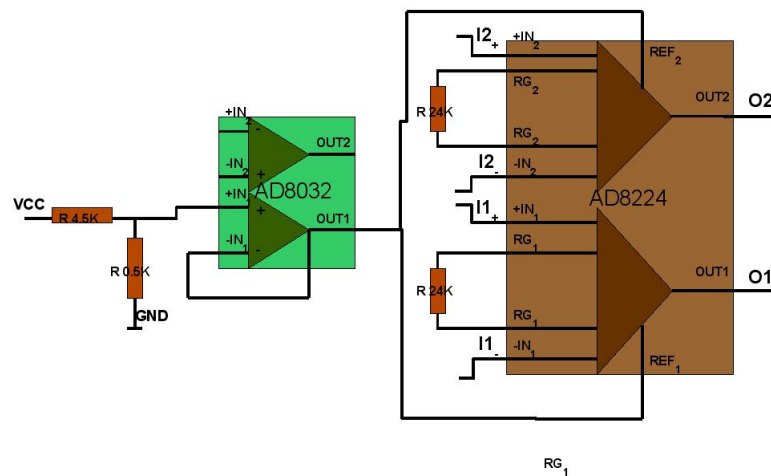 I2
+
+IN2
REF2
RG2
OUT2
O2
R 24K
+IN2
-
OUT2
RG2
-IN2
+
I2
-
-IN2
AD8032
AD8224
+IN1
+
I1
+
+IN1
VCC
R 4.5K
OUT1
-IN1
-
RG1
R 0.5K
OUT1
O1
R 24K
GND
RG1
I1
-
-IN1
REF1
RG1